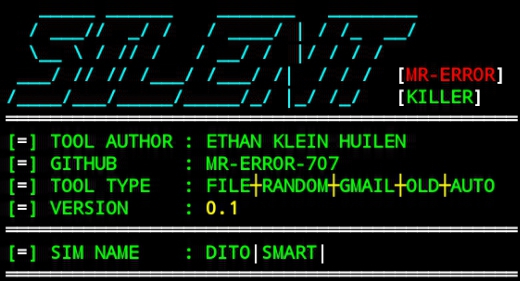 SILENT
[MR-ERROR]
[KILLER]
[=] TOOL AUTHOR : ETHAN KLEIN HUILEN
[=] GITHUB : MR-ERROR-707
[=] TOOL TYPE : FILE+RANDOM+GMAIL+OLD+AUTO
[=] VERSION : 0.1
[=] SIM NAME : DITO|SMART|